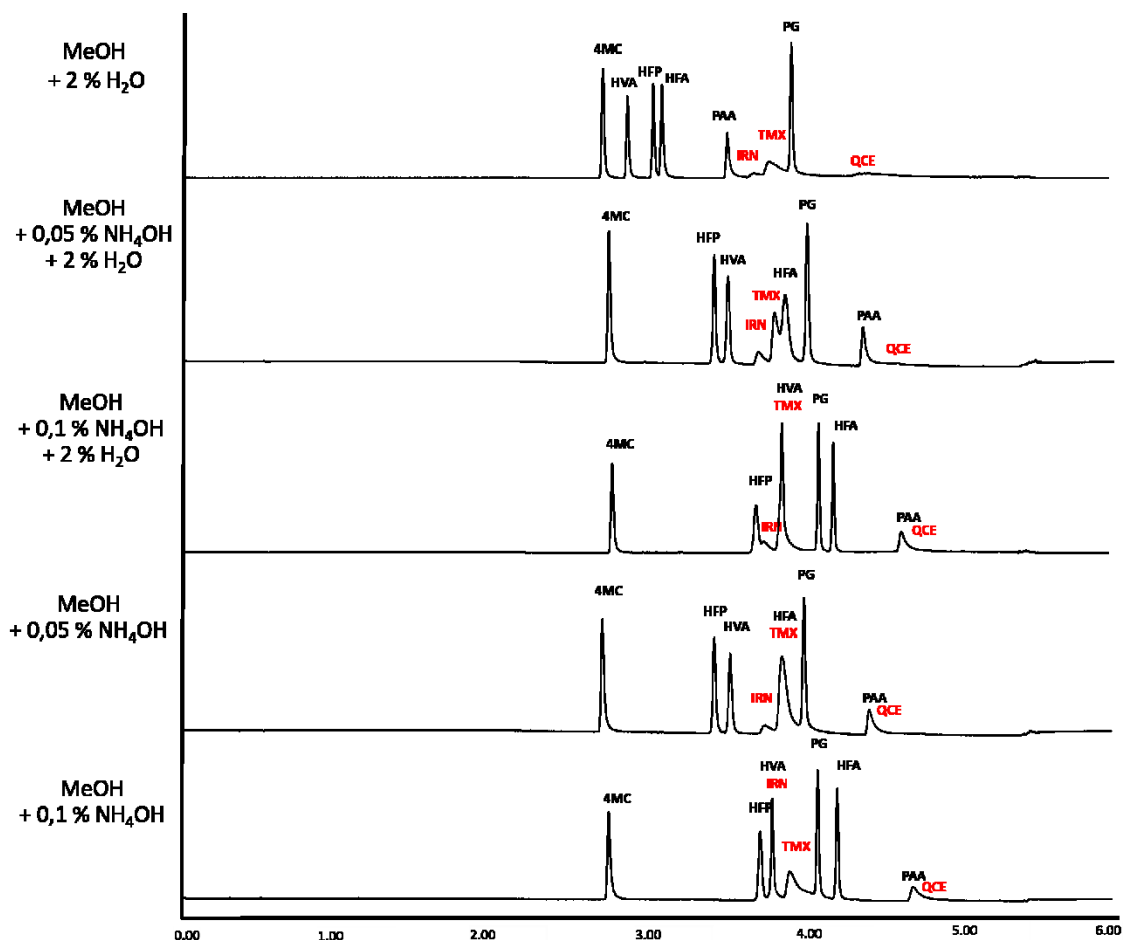 MeOH
+ 2 % H₂O
4MC
HVA
HFP
HFA
PAA
IRN
TMX
PG
QCE
MeOH
+ 0,05 % NH₄OH
+ 2 % H₂O
4MC
HFP
HVA
IRN
TMX
HFA
PG
PAA
QCE
MeOH
+ 0,1 % NH₄OH
+ 2 % H₂O
4MC
HFP
IRN
HVA
TMX
PG
HFA
PAA
QCE
MeOH
+ 0,05 % NH₄OH
4MC
HFP
HVA
IRN
HFA
TMX
PG
PAA
QCE
MeOH
+ 0,1 % NH₄OH
4MC
HFP
HVA
IRN
TMX
PG
HFA
PAA
QCE
0.00 1.00 2.00 3.00 4.00 5.00 6.00